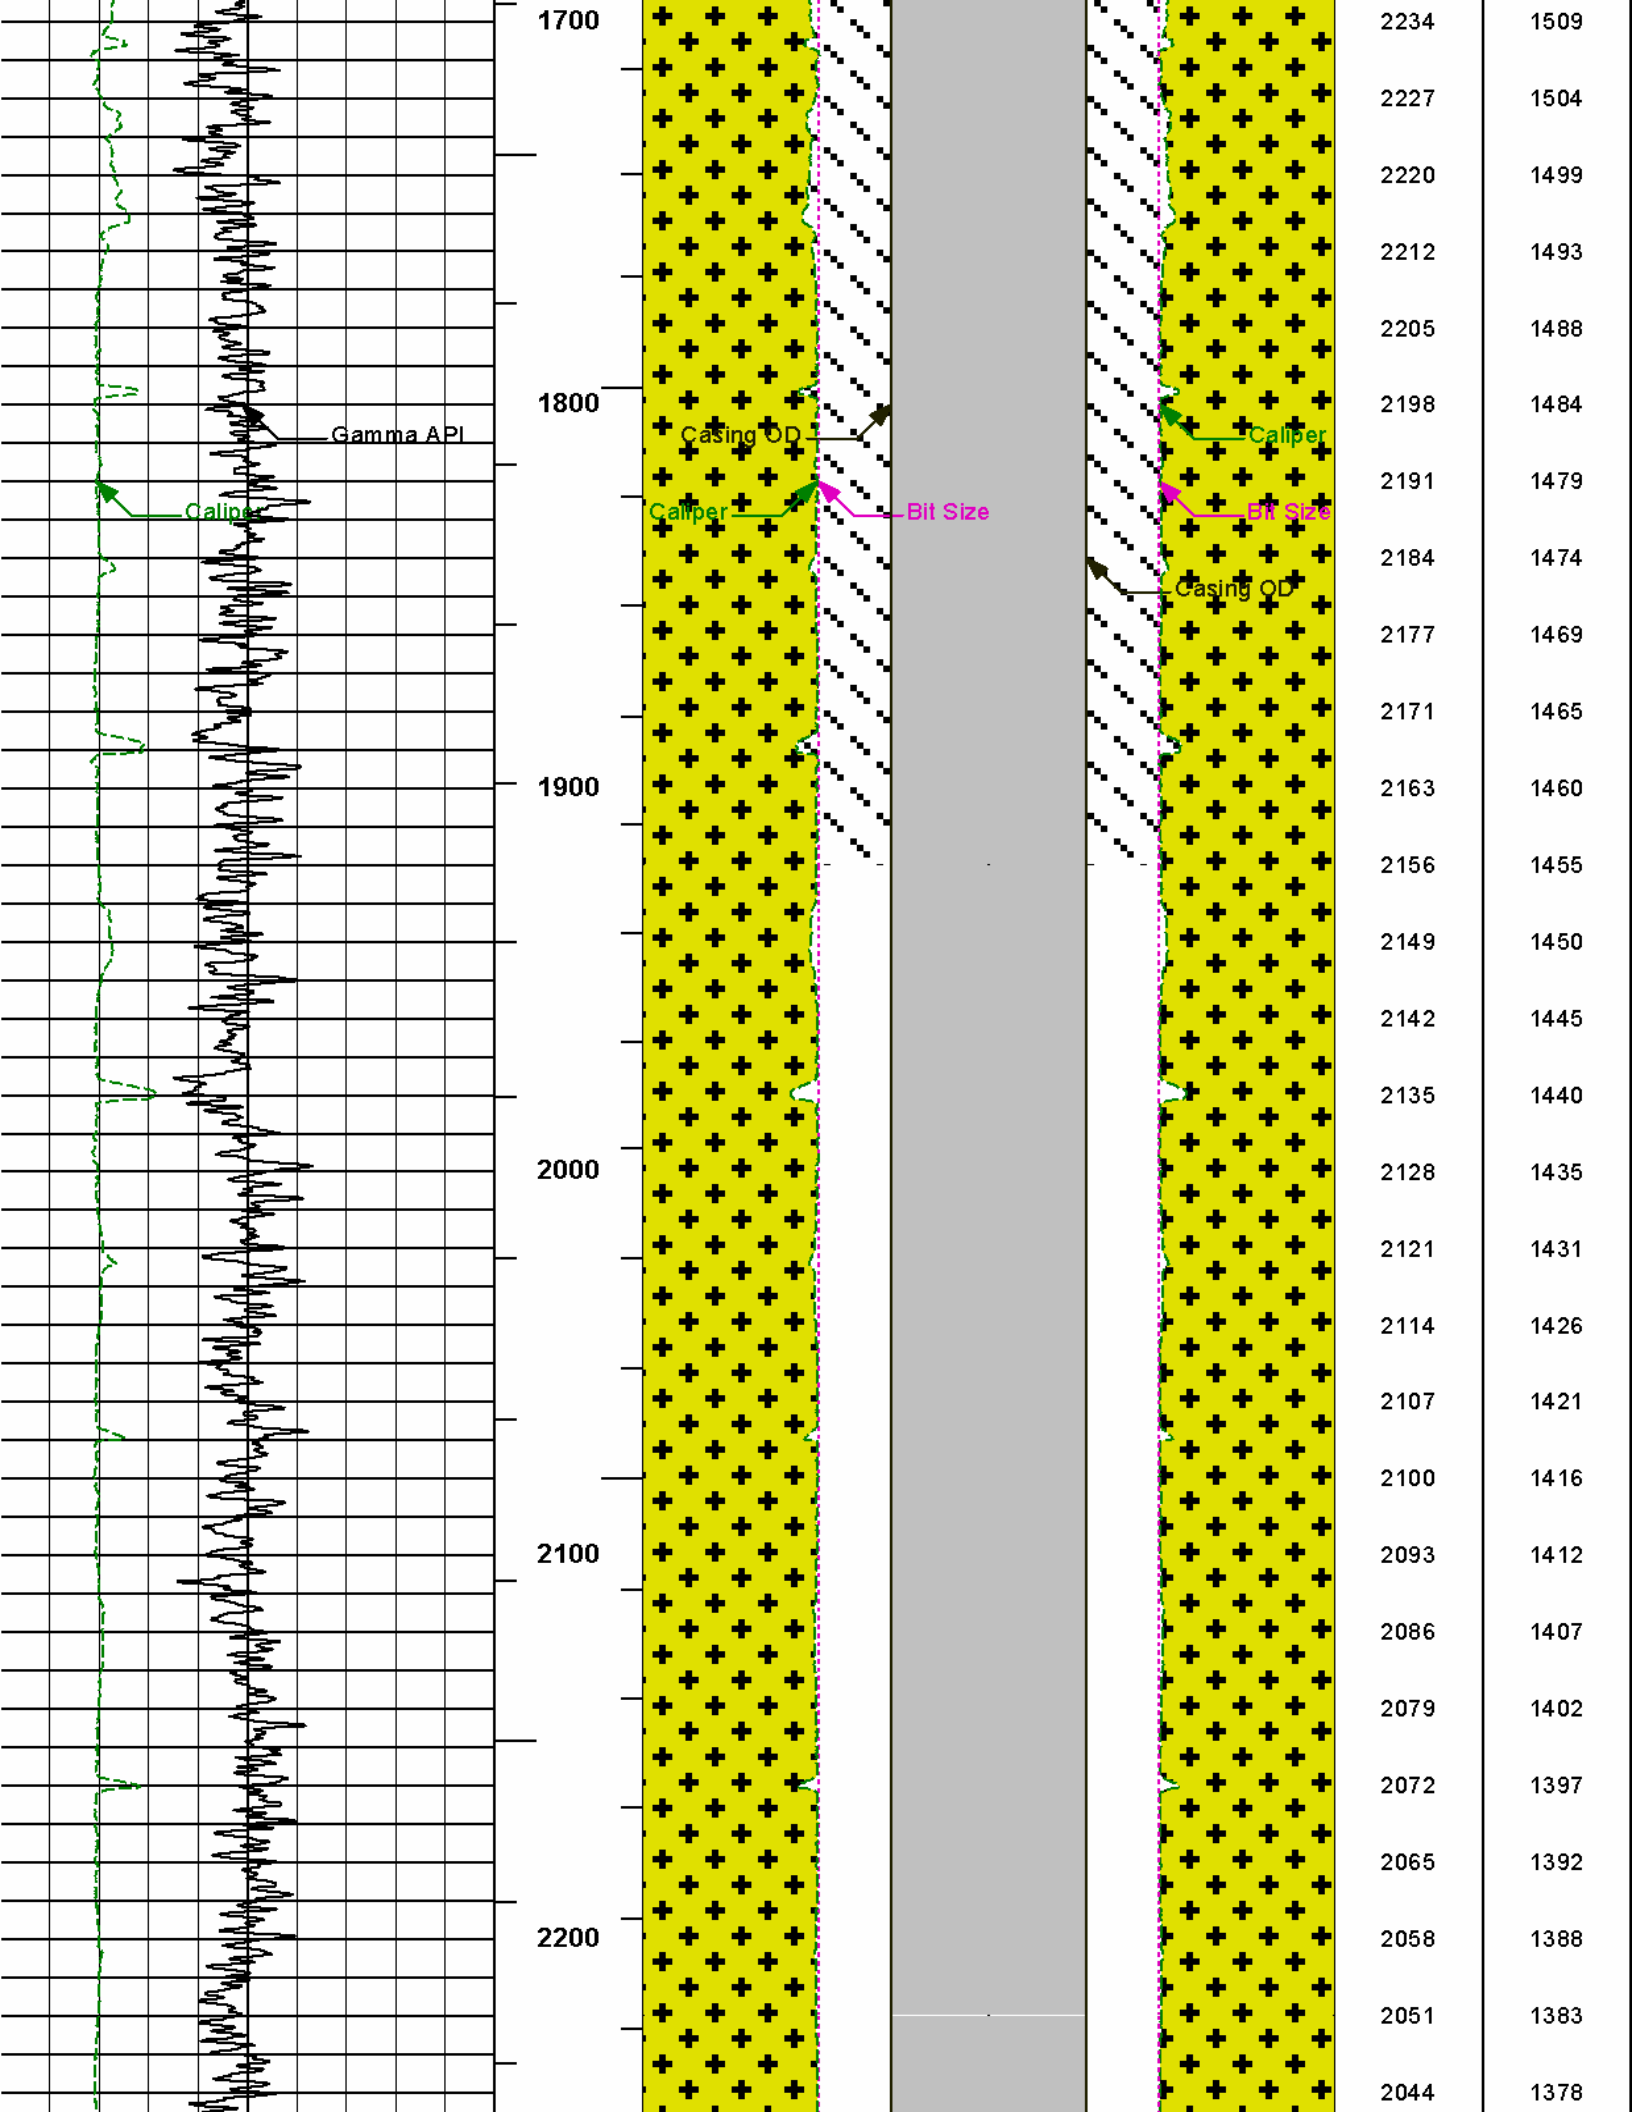 1700 2234 1509
2227 1504
2220 1499
2212 1493
2205 1488
1800 2198 1484
Gamma API Casing OD Caliper
2191 1479
Caliper Caliper Bit Size Bit Size
2184 1474
Casing OD
2177 1469
2171 1465
1900 2163 1460
2156 1455
2149 1450
2142 1445
2135 1440
2000 2128 1435
2121 1431
2114 1426
2107 1421
2100 1416
2100 2093 1412
2086 1407
2079 1402
2072 1397
2065 1392
2200 2058 1388
2051 1383
2044 1378